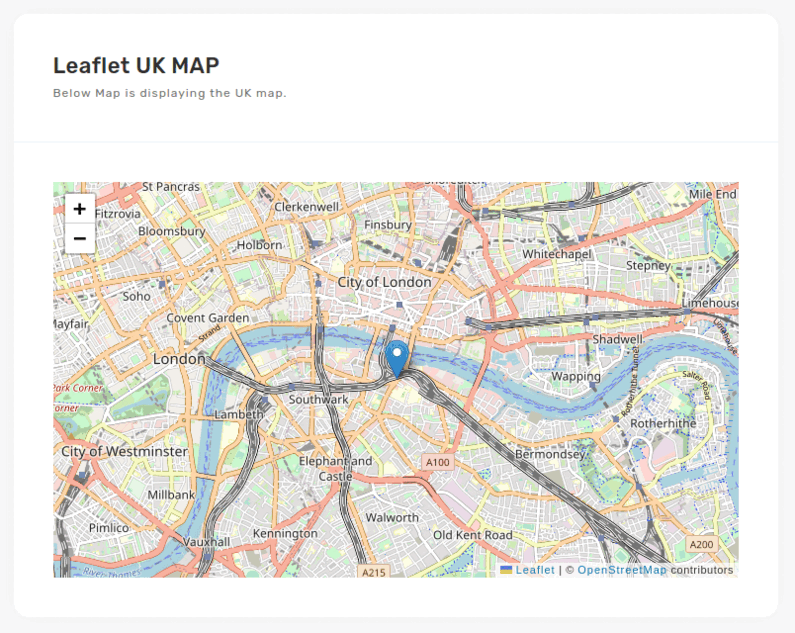 Leaflet UK MAP
Below Map is displaying the UK map.
St Pancras
Mile End
+
Fitzrovia
Clerkenwell
Bloomsbury
Finsbury
−
Holborn
Whitechapel
Stepney
City of London
Soho
Limehouse
Covent Garden
Mayfair
Strand
Shadwell
London
Wapping
Rotherhithe Tunnel
Salter Road
Park Corner
Corner
Southwark
Lambeth
Rotherhithe
City of Westminster
Bermondsey
Elephant and
Castle
A100
Millbank
Walworth
Pimlico
Kennington
Old Kent Road
Vauxhall
A200
River Thames
A215
Leaflet | © OpenStreetMap contributors